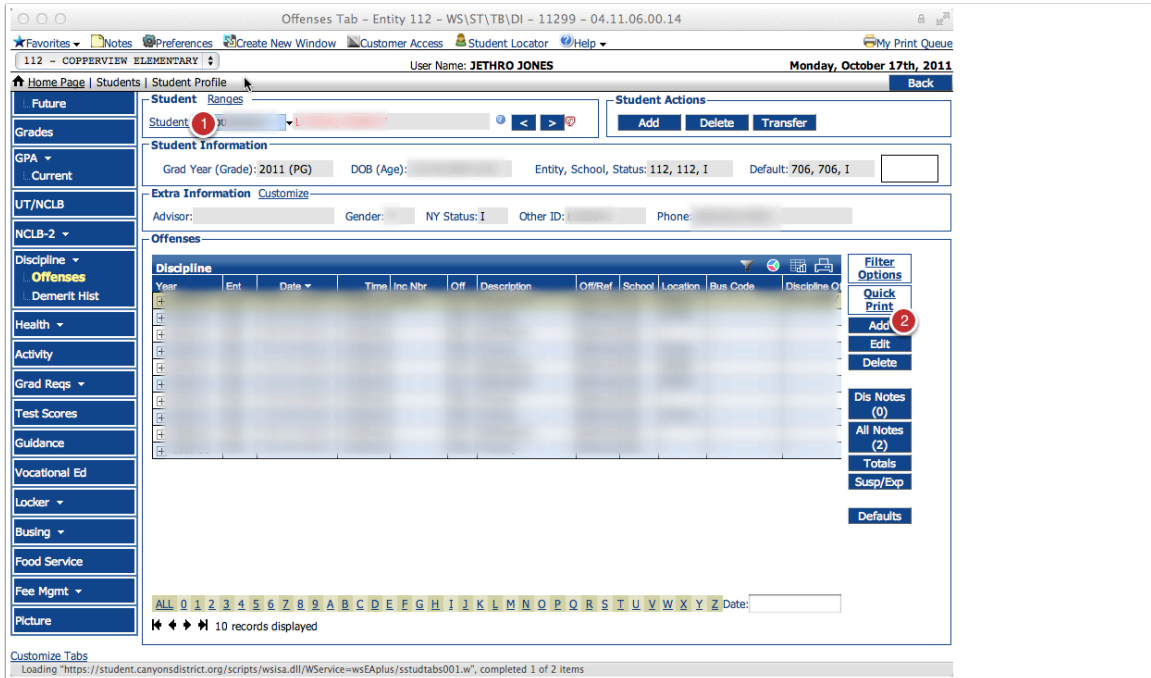 Offenses Tab – Entity 112 – WS\ST\TB\DI – 11299 – 04.11.06.00.14
Favorites Notes Preferences Create New Window Customer Access Student Locator Help My Print Queue
112 - COPPERVIEW ELEMENTARY User Name: JETHRO JONES Monday, October 17th, 2011
Home Page | Students | Student Profile Back
Future
Grades
GPA
Current
UT/NCLB
NCLB-2
Discipline
Offenses
Demerit Hist
Health
Activity
Grad Reqs
Test Scores
Guidance
Vocational Ed
Locker
Busing
Food Service
Fee Mgmt
Picture
Customize Tabs
Student Ranges
Student 1
< >
Student Actions
Add Delete Transfer
Student Information
Grad Year (Grade): 2011 (PG) DOB (Age): Entity, School, Status: 112, 112, I Default: 706, 706, I
Extra Information Customize
Advisor: Gender: NY Status: I Other ID: Phone:
Offenses
Discipline
Year Ent Date Time Inc Nbr Off Description Off/Ref School Location Bus Code Discipline
Filter
Options
Quick
Print
Add 2
Edit
Delete
Dis Notes
(0)
All Notes
(2)
Totals
Susp/Exp
Defaults
ALL 0 1 2 3 4 5 6 7 8 9 A B C D E F G H I J K L M N O P Q R S T U V W X Y Z Date:
10 records displayed
Loading "https://student.canyonsdistrict.org/scripts/wsisa.dll/WService=wsEAplus/sstudtabs001.w", completed 1 of 2 items